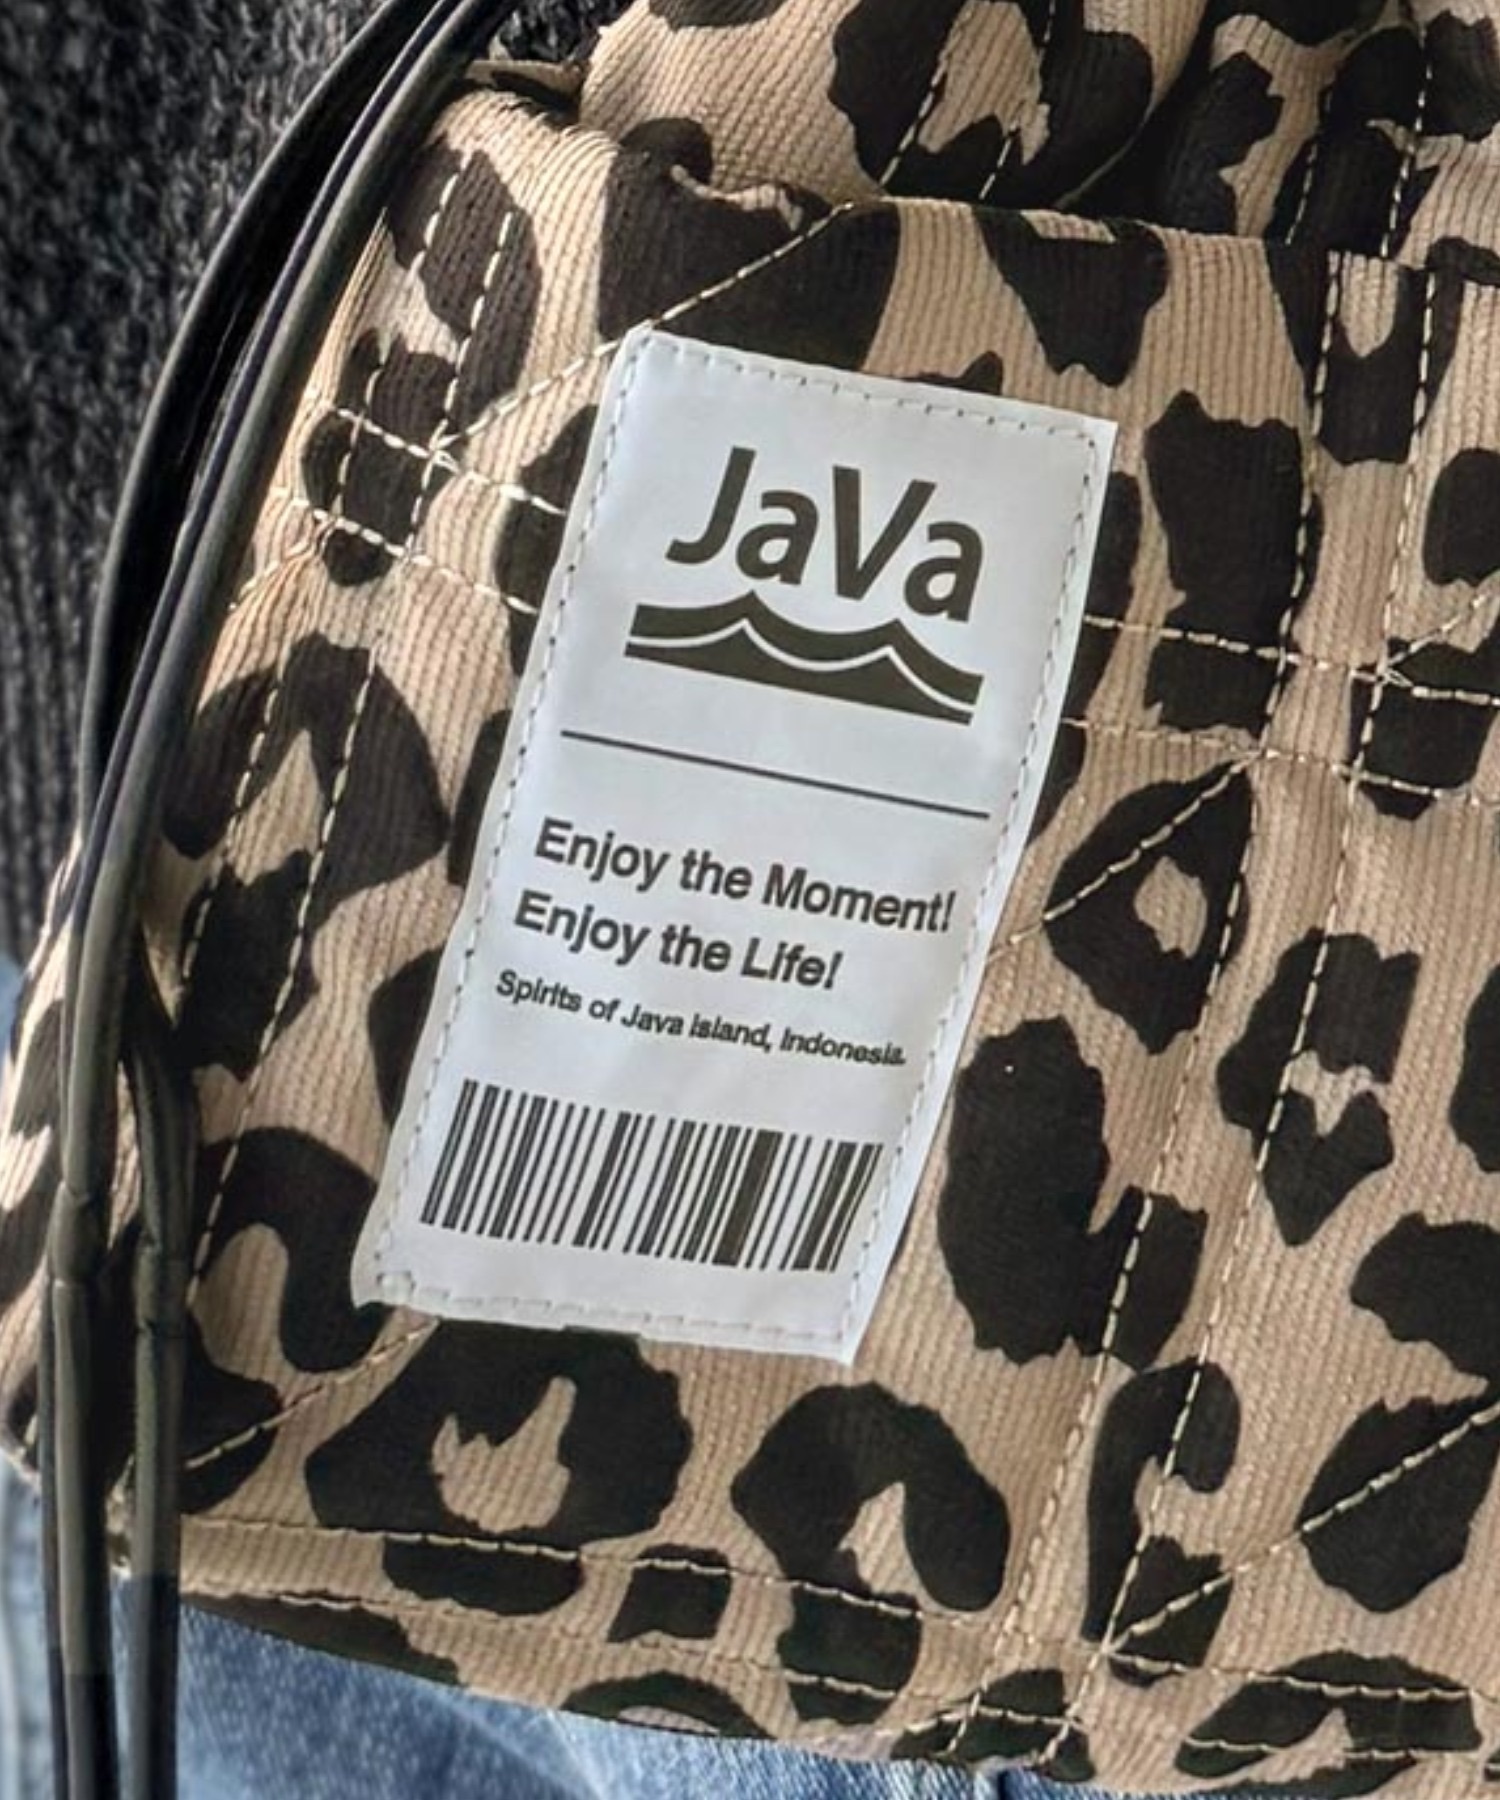 JaVa
Enjoy the Moment!
Enjoy the Life!
Spirits of Java Island, Indonesia.